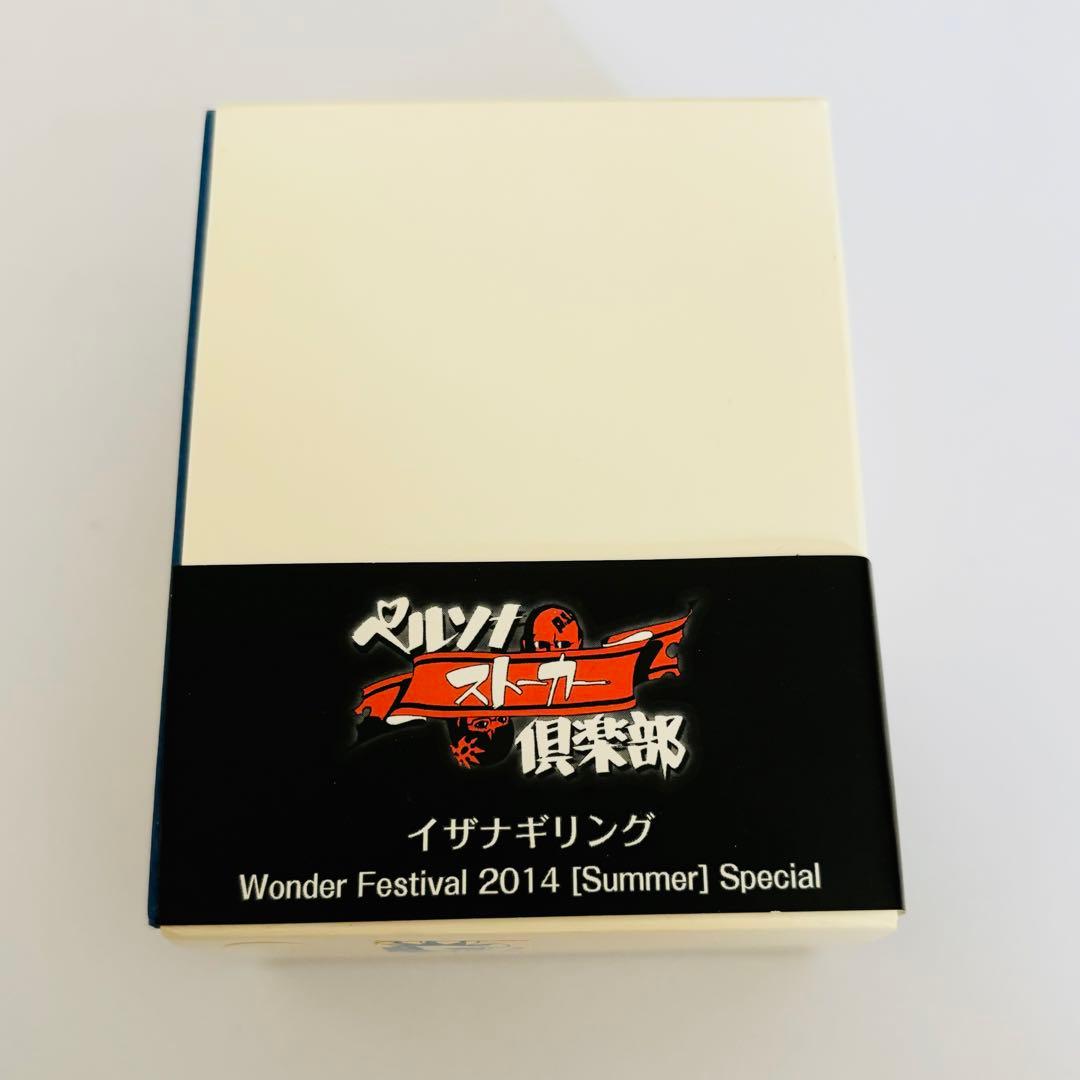 ペルソナ
ストーカー
倶楽部
イザナギリング
Wonder Festival 2014 [Summer] Special